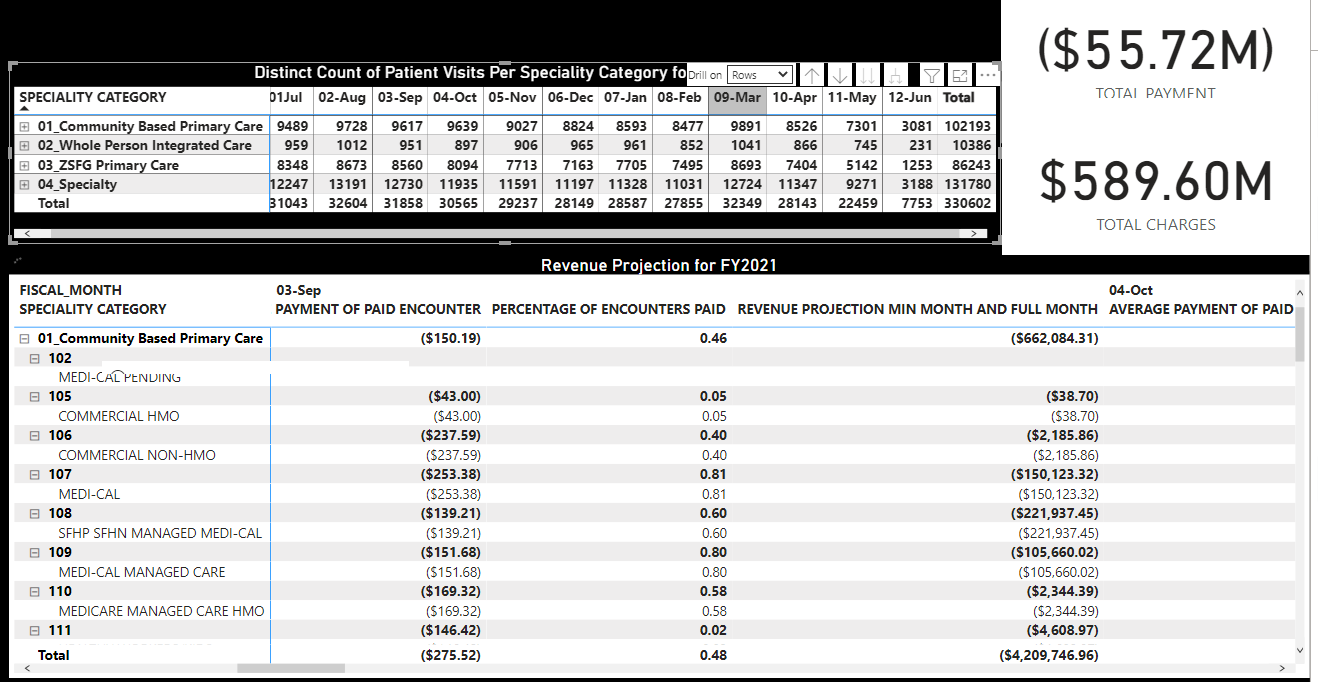 ($55.72M)
TOTAL PAYMENT
$589.60M
TOTAL CHARGES
Distinct Count of Patient Visits Per Speciality Category fo
Drill on Rows
SPECIALITY CATEGORY 01Jul 02-Aug 03-Sep 04-Oct 05-Nov 06-Dec 07-Jan 08-Feb 09-Mar 10-Apr 11-May 12-Jun Total
01_Community Based Primary Care 9489 9728 9617 9639 9027 8824 8593 8477 9891 8526 7301 3081 102193
02_Whole Person Integrated Care 959 1012 951 897 906 965 961 852 1041 866 745 231 10386
03_ZSFG Primary Care 8348 8673 8560 8094 7713 7163 7705 7495 8693 7404 5142 1253 86243
04_Specialty 12247 13191 12730 11935 11591 11197 11328 11031 12724 11347 9271 3188 131780
Total 31043 32604 31858 30565 29237 28149 28587 27855 32349 28143 22459 7753 330602
Revenue Projection for FY2021
FISCAL_MONTH 03-Sep 04-Oct
SPECIALITY CATEGORY PAYMENT OF PAID ENCOUNTER PERCENTAGE OF ENCOUNTERS PAID REVENUE PROJECTION MIN MONTH AND FULL MONTH AVERAGE PAYMENT OF PAID
01_Community Based Primary Care ($150.19) 0.46 ($662,084.31)
102
MEDI-CAL PENDING
105 ($43.00) 0.05 ($38.70)
COMMERCIAL HMO ($43.00) 0.05 ($38.70)
106 ($237.59) 0.40 ($2,185.86)
COMMERCIAL NON-HMO ($237.59) 0.40 ($2,185.86)
107 ($253.38) 0.81 ($150,123.32)
MEDI-CAL ($253.38) 0.81 ($150,123.32)
108 ($139.21) 0.60 ($221,937.45)
SFHP SFHN MANAGED MEDI-CAL ($139.21) 0.60 ($221,937.45)
109 ($151.68) 0.80 ($105,660.02)
MEDI-CAL MANAGED CARE ($151.68) 0.80 ($105,660.02)
110 ($169.32) 0.58 ($2,344.39)
MEDICARE MANAGED CARE HMO ($169.32) 0.58 ($2,344.39)
111 ($146.42) 0.02 ($4,608.97)
Total ($275.52) 0.48 ($4,209,746.96)